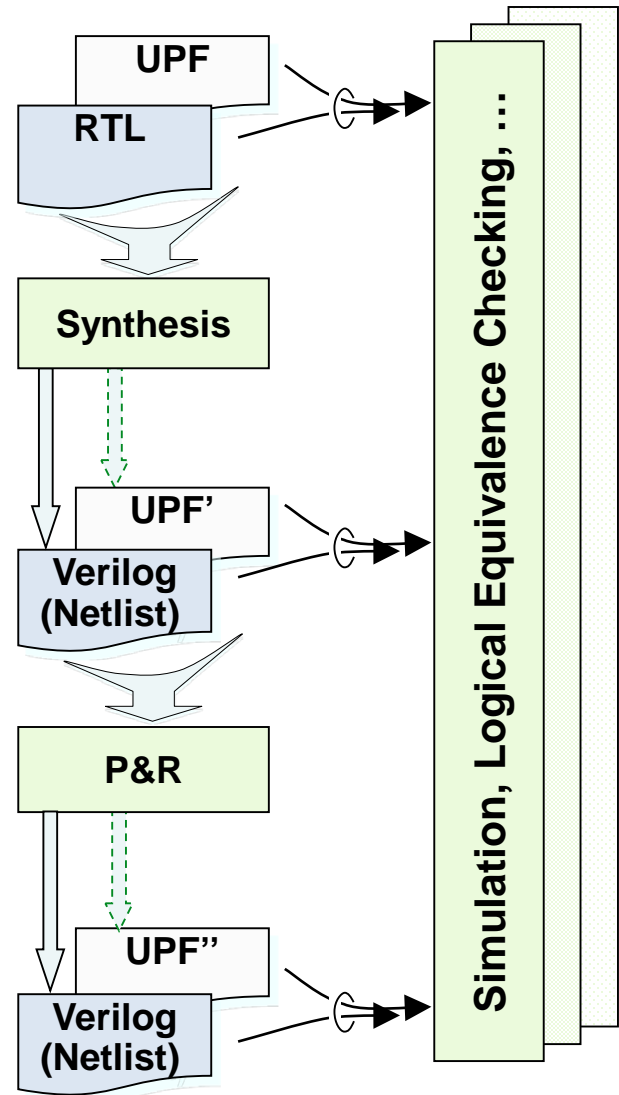 UPF
RTL
Synthesis
UPF’
Verilog
(Netlist)
P&R
UPF’’
Verilog
(Netlist)
Simulation, Logical Equivalence Checking, …